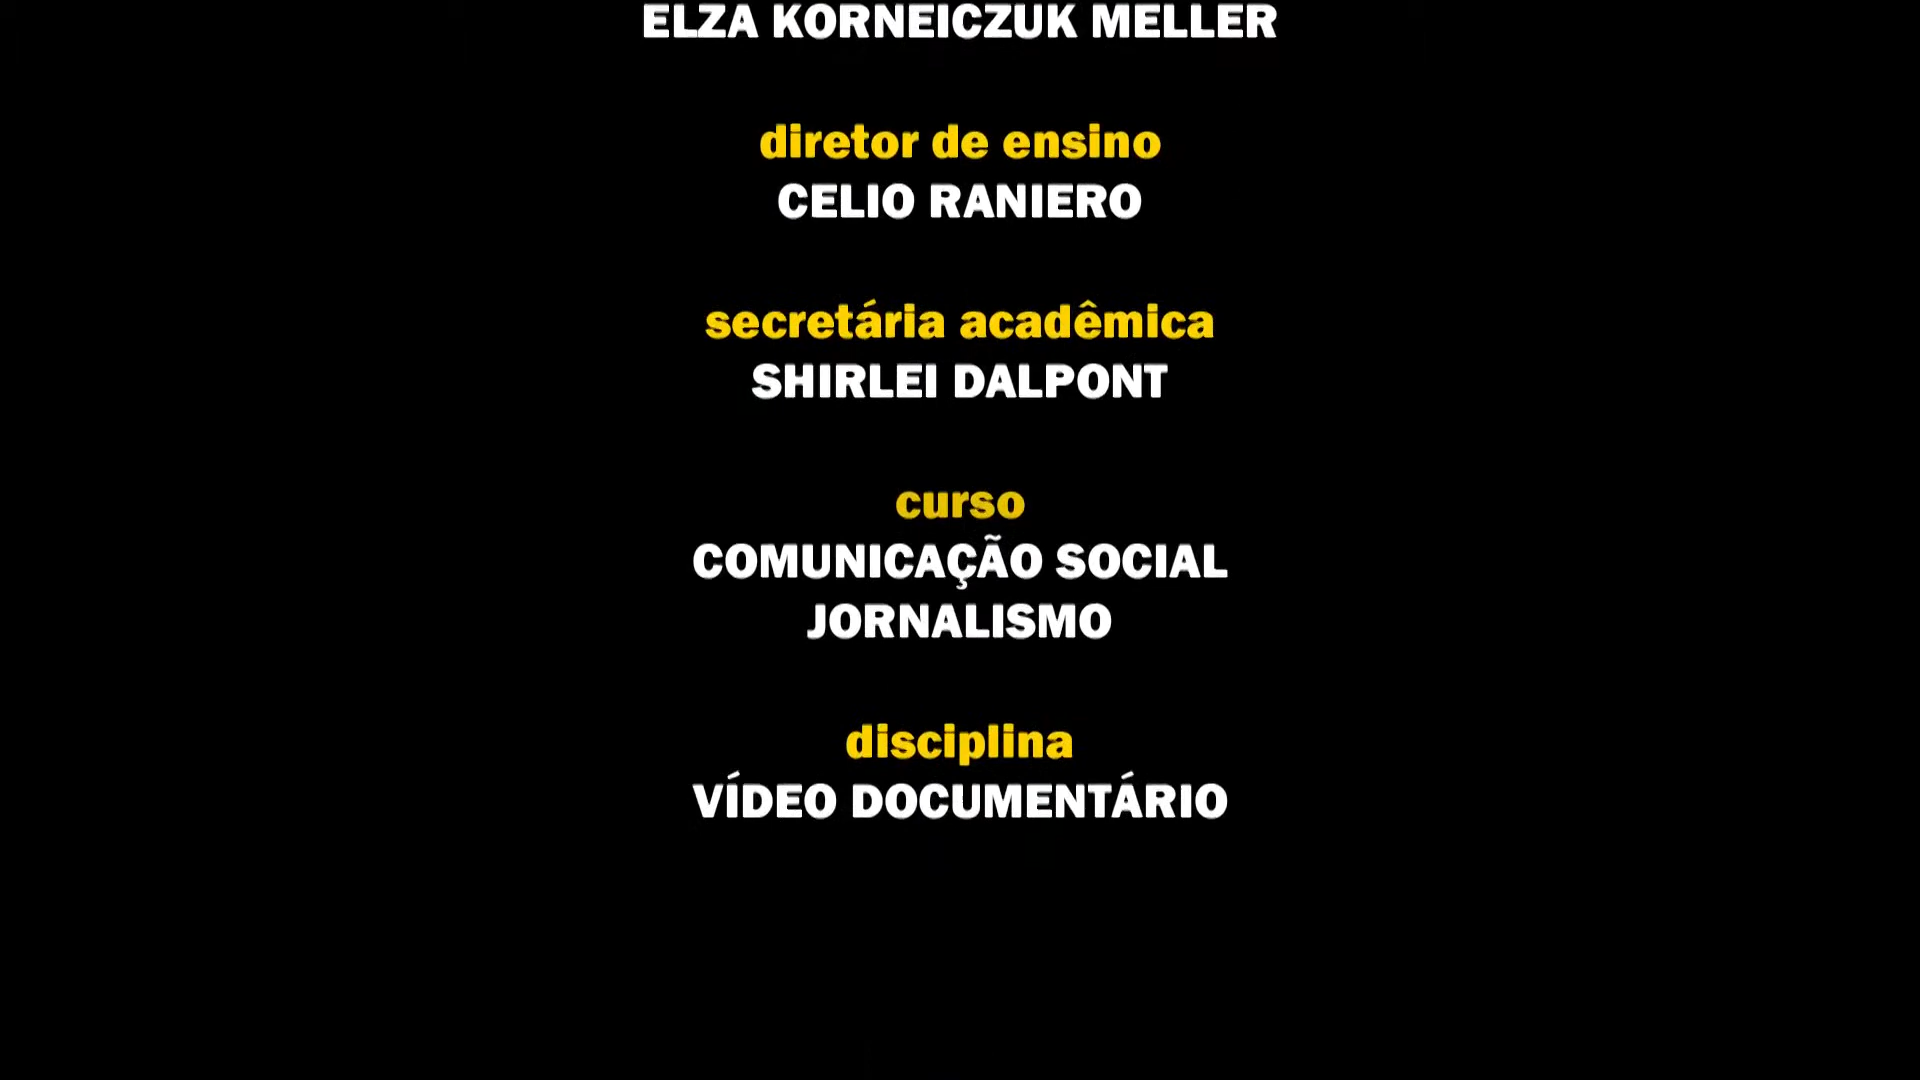 ELZA KORNEICZUK MELLER
diretor de ensino
CELIO RANIERO
secretária acadêmica
SHIRLEI DALPONT
curso
COMUNICAÇÃO SOCIAL
JORNALISMO
disciplina
VÍDEO DOCUMENTÁRIO